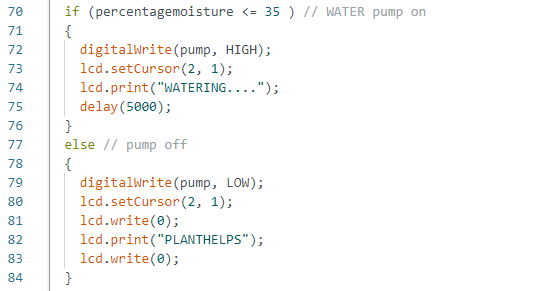 70 if (percentagemoisture <= 35 ) // WATER pump on
71 {
72 digitalWrite(pump, HIGH);
73 lcd.setCursor(2, 1);
74 lcd.print("WATERING....");
75 delay(5000);
76 }
77 else // pump off
78 {
79 digitalWrite(pump, LOW);
80 lcd.setCursor(2, 1);
81 lcd.write(0);
82 lcd.print("PLANTHELPS");
83 lcd.write(0);
84 }